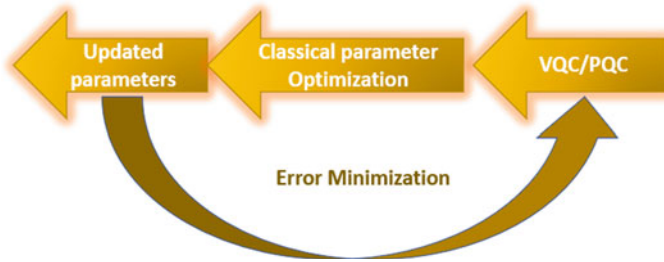 Updated
parameters
Classical parameter
Optimization
VQC/PQC
Error Minimization